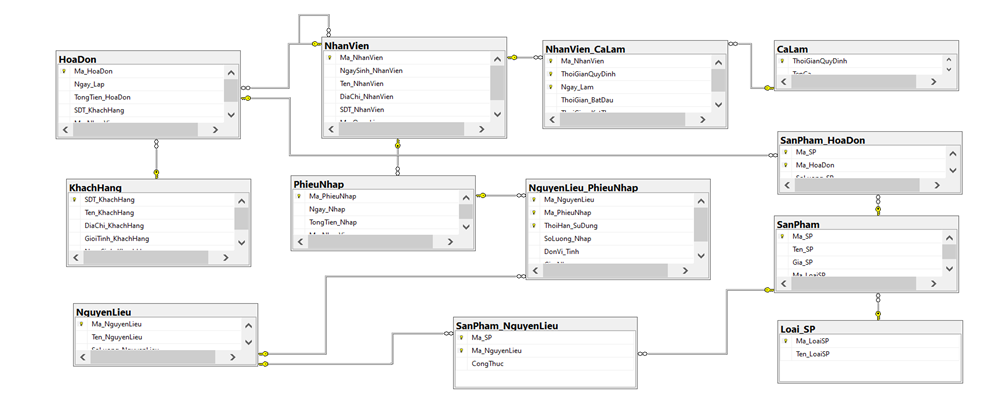 HoaDon
Ma_HoaDon
Ngay_Lap
TongTien_HoaDon
SDT_KhachHang
NhanVien
Ma_NhanVien
NgaySinh_NhanVien
Ten_NhanVien
DiaChi_NhanVien
SDT_NhanVien
NhanVien_CaLam
Ma_NhanVien
ThoiGianQuyDinh
Ngay_Lam
ThoiGian_BatDau
CaLam
ThoiGianQuyDinh
SanPham_HoaDon
Ma_SP
Ma_HoaDon
KhachHang
SDT_KhachHang
Ten_KhachHang
DiaChi_KhachHang
GioiTinh_KhachHang
PhieuNhap
Ma_PhieuNhap
Ngay_Nhap
TongTien_Nhap
NguyenLieu_PhieuNhap
Ma_NguyenLieu
Ma_PhieuNhap
ThoiHan_SuDung
SoLuong_Nhap
DonVi_Tinh
SanPham
Ma_SP
Ten_SP
Gia_SP
Ma_LoaiSP
NguyenLieu
Ma_NguyenLieu
Ten_NguyenLieu
SanPham_NguyenLieu
Ma_SP
Ma_NguyenLieu
CongThuc
Loai_SP
Ma_LoaiSP
Ten_LoaiSP